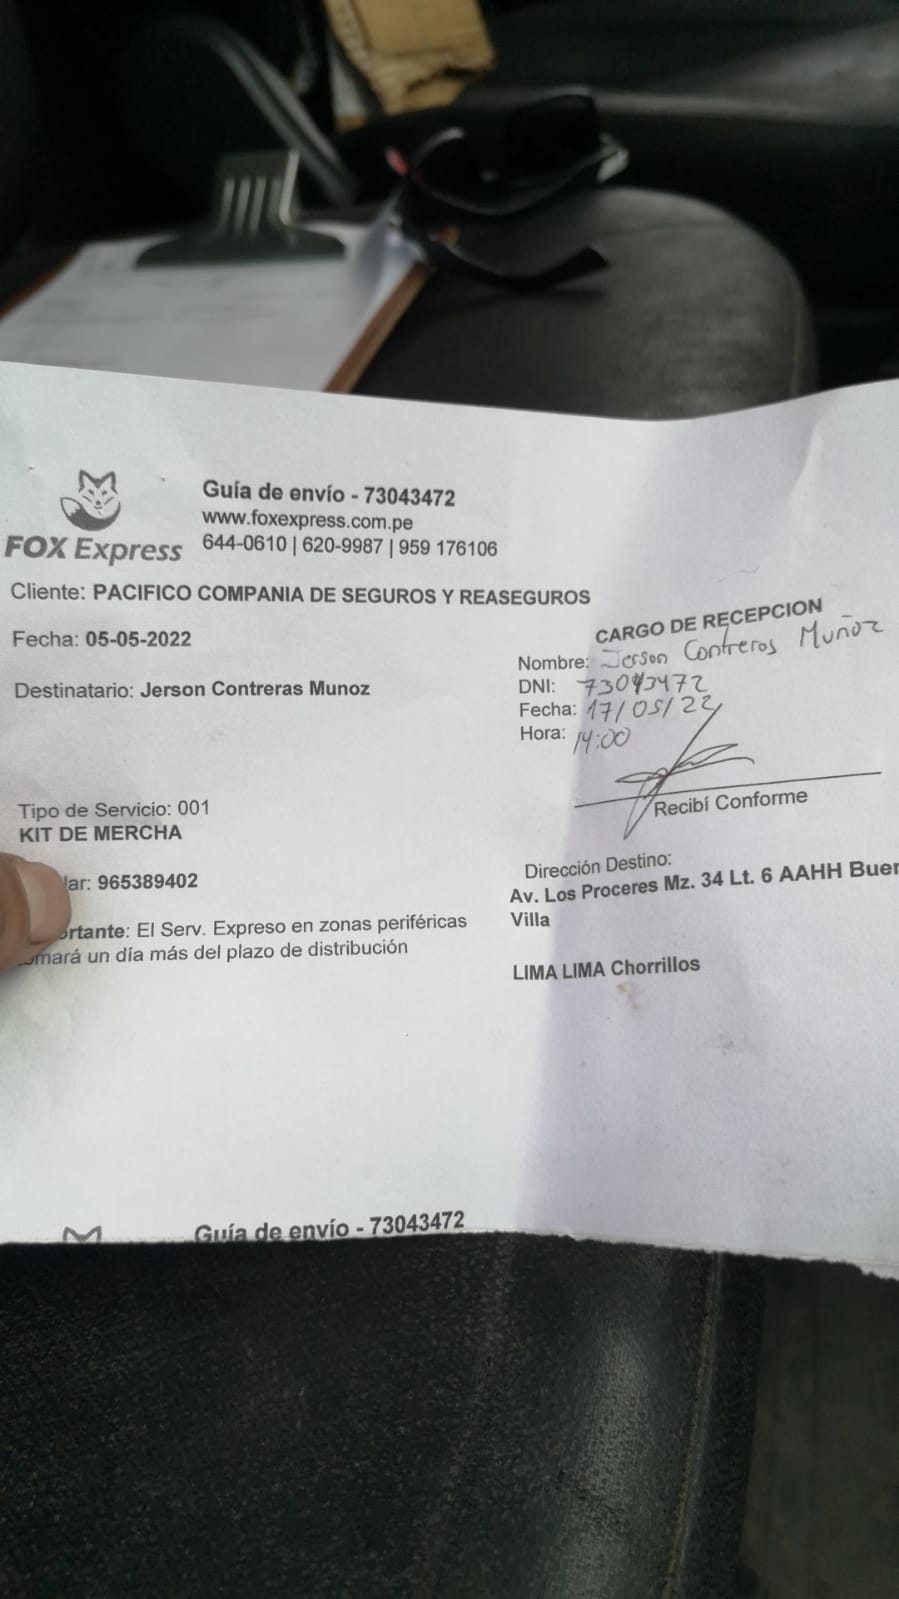 Guía de envío - 73043472
www.foxexpress.com.pe
644-0610 | 620-9987 | 959 176106
FOX Express
Cliente: PACIFICO COMPANIA DE SEGUROS Y REASEGUROS
Fecha: 05-05-2022
Destinatario: Jerson Contreras Munoz
CARGO DE RECEPCION
Nombre: Jerson Contreras Muñoz
DNI: 73043472
Fecha: 17/05/22
Hora: 14:00
Recibí Conforme
Tipo de Servicio: 001
KIT DE MERCHA
lar: 965389402
rtante: El Serv. Expreso en zonas periféricas
omará un día más del plazo de distribución
Dirección Destino:
Av. Los Proceres Mz. 34 Lt. 6 AAHH Buen
Villa
LIMA LIMA Chorrillos
Guía de envío - 73043472